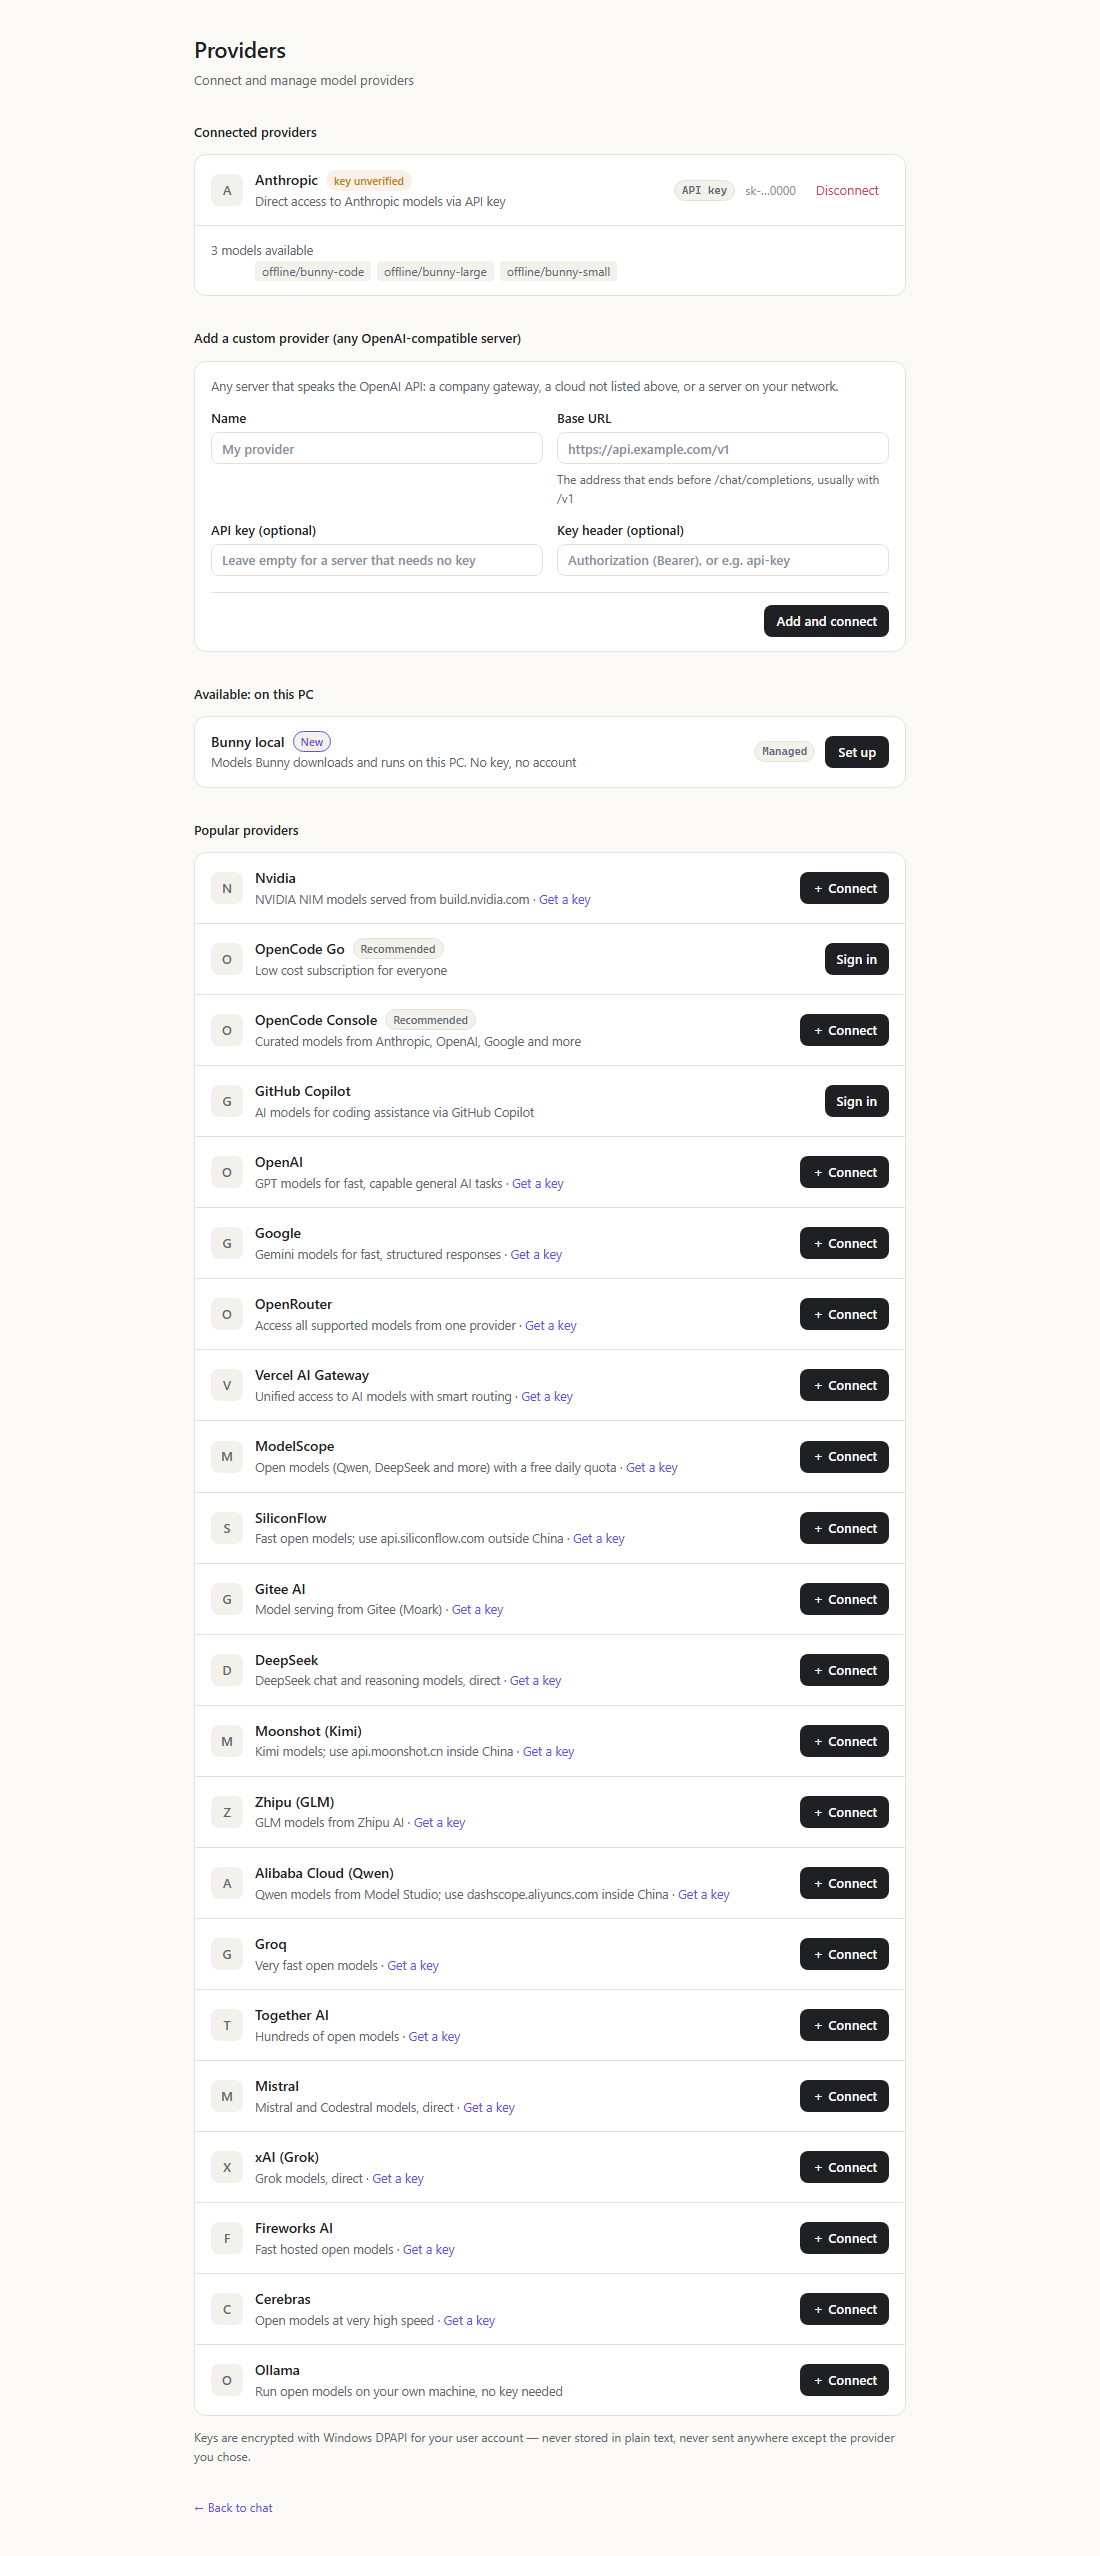 Providers
Connect and manage model providers
Connected providers
A
Anthropic key unverified
Direct access to Anthropic models via API key
API key sk-...0000 Disconnect
3 models available
offline/bunny-code offline/bunny-large offline/bunny-small
Add a custom provider (any OpenAI-compatible server)
Any server that speaks the OpenAI API: a company gateway, a cloud not listed above, or a server on your network.
Name
My provider
Base URL
https://api.example.com/v1
The address that ends before /chat/completions, usually with
/v1
API key (optional)
Leave empty for a server that needs no key
Key header (optional)
Authorization (Bearer), or e.g. api-key
Add and connect
Available: on this PC
Bunny local New
Models Bunny downloads and runs on this PC. No key, no account
Managed Set up
Popular providers
N
Nvidia
NVIDIA NIM models served from build.nvidia.com · Get a key
+ Connect
O
OpenCode Go Recommended
Low cost subscription for everyone
Sign in
O
OpenCode Console Recommended
Curated models from Anthropic, OpenAI, Google and more
+ Connect
G
GitHub Copilot
AI models for coding assistance via GitHub Copilot
Sign in
O
OpenAI
GPT models for fast, capable general AI tasks · Get a key
+ Connect
G
Google
Gemini models for fast, structured responses · Get a key
+ Connect
O
OpenRouter
Access all supported models from one provider · Get a key
+ Connect
V
Vercel AI Gateway
Unified access to AI models with smart routing · Get a key
+ Connect
M
ModelScope
Open models (Qwen, DeepSeek and more) with a free daily quota · Get a key
+ Connect
S
SiliconFlow
Fast open models; use api.siliconflow.com outside China · Get a key
+ Connect
G
Gitee AI
Model serving from Gitee (Moark) · Get a key
+ Connect
D
DeepSeek
DeepSeek chat and reasoning models, direct · Get a key
+ Connect
M
Moonshot (Kimi)
Kimi models; use api.moonshot.cn inside China · Get a key
+ Connect
Z
Zhipu (GLM)
GLM models from Zhipu AI · Get a key
+ Connect
A
Alibaba Cloud (Qwen)
Qwen models from Model Studio; use dashscope.aliyuncs.com inside China · Get a key
+ Connect
G
Groq
Very fast open models · Get a key
+ Connect
T
Together AI
Hundreds of open models · Get a key
+ Connect
M
Mistral
Mistral and Codestral models, direct · Get a key
+ Connect
X
xAI (Grok)
Grok models, direct · Get a key
+ Connect
F
Fireworks AI
Fast hosted open models · Get a key
+ Connect
C
Cerebras
Open models at very high speed · Get a key
+ Connect
O
Ollama
Run open models on your own machine, no key needed
+ Connect
Keys are encrypted with Windows DPAPI for your user account — never stored in plain text, never sent anywhere except the provider
you chose.
← Back to chat